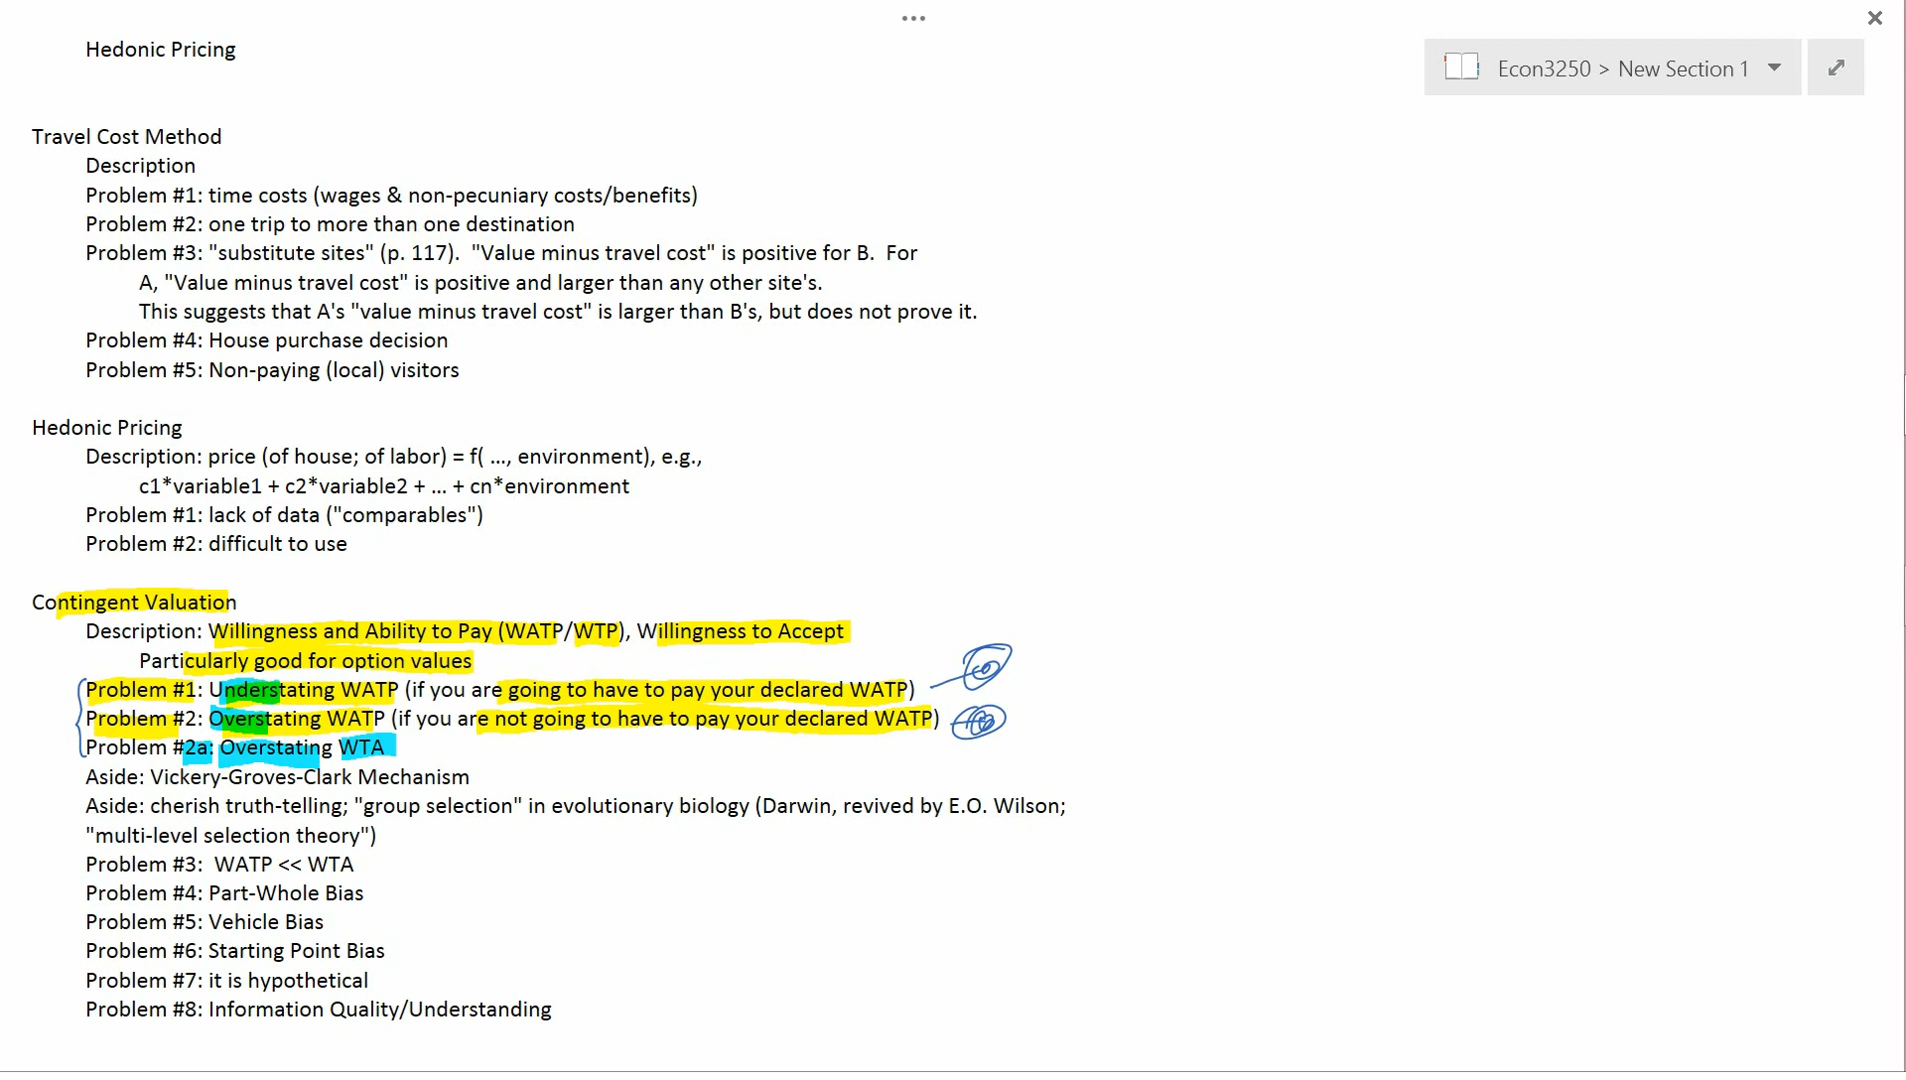 Hedonic Pricing
Econ3250 > New Section 1
Travel Cost Method
Description
Problem #1: time costs (wages & non-pecuniary costs/benefits)
Problem #2: one trip to more than one destination
Problem #3: "substitute sites" (p. 117).  "Value minus travel cost" is positive for B.  For
A, "Value minus travel cost" is positive and larger than any other site's.
This suggests that A's "value minus travel cost" is larger than B's, but does not prove it.
Problem #4: House purchase decision
Problem #5: Non-paying (local) visitors
Hedonic Pricing
Description: price (of house; of labor) = f( ..., environment), e.g.,
c1*variable1 + c2*variable2 + ... + cn*environment
Problem #1: lack of data ("comparables")
Problem #2: difficult to use
Contingent Valuation
Description: Willingness and Ability to Pay (WATP/WTP), Willingness to Accept
Particularly good for option values
Problem #1: Understating WATP (if you are going to have to pay your declared WATP)
Problem #2: Overstating WATP (if you are not going to have to pay your declared WATP)
Problem #2a: Overstating WTA
Aside: Vickery-Groves-Clark Mechanism
Aside: cherish truth-telling; "group selection" in evolutionary biology (Darwin, revived by E.O. Wilson;
"multi-level selection theory")
Problem #3:  WATP << WTA
Problem #4: Part-Whole Bias
Problem #5: Vehicle Bias
Problem #6: Starting Point Bias
Problem #7: it is hypothetical
Problem #8: Information Quality/Understanding